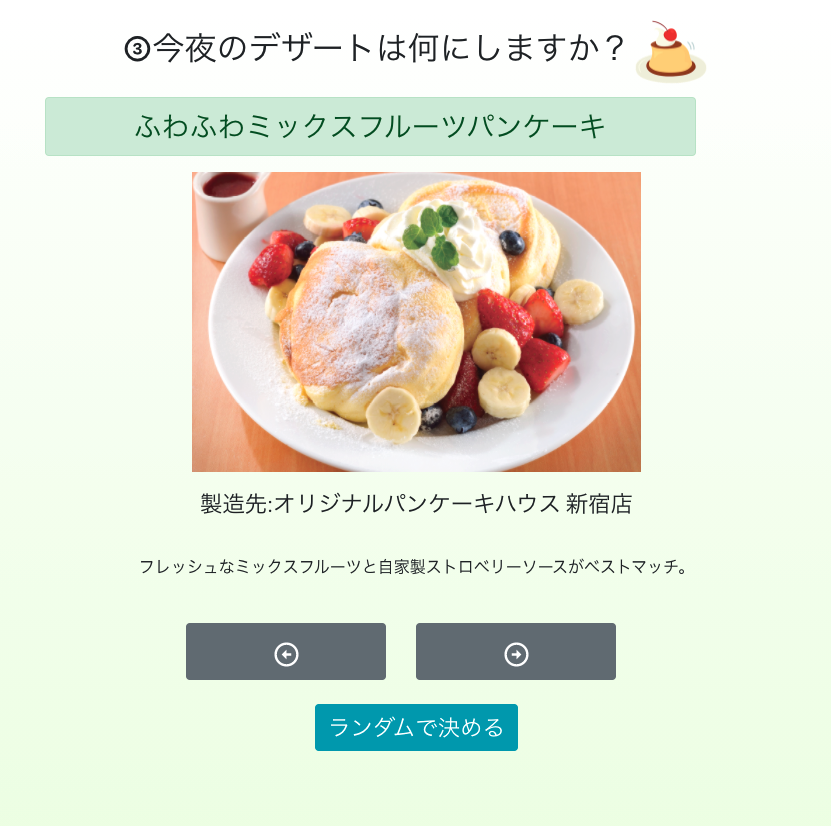 ③今夜のデザートは何にしますか？
ふわふわミックスフルーツパンケーキ
製造先:オリジナルパンケーキハウス 新宿店
フレッシュなミックスフルーツと自家製ストロベリーソースがベストマッチ。
ランダムで決める